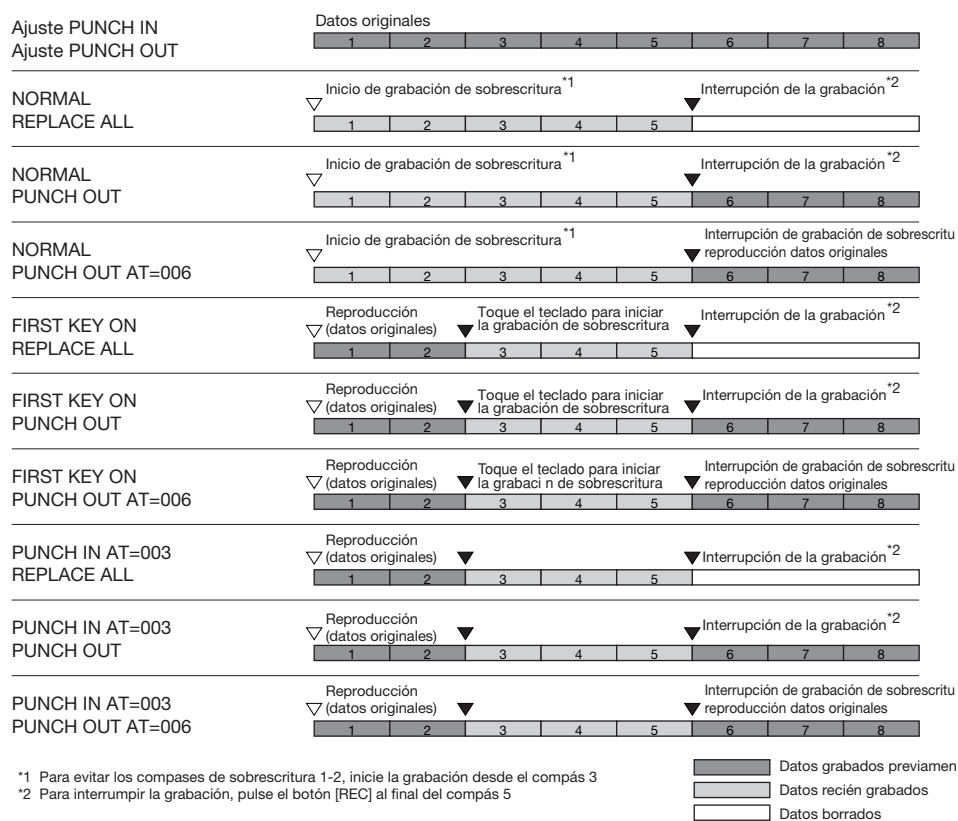 Ajuste PUNCH IN
Ajuste PUNCH OUT
Datos originales
1 2 3 4 5 6 7 8
NORMAL
REPLACE ALL
Inicio de grabación de sobrescritura*1
Interrupción de la grabación*2
1 2 3 4 5
NORMAL
PUNCH OUT
Inicio de grabación de sobrescritura*1
Interrupción de la grabación*2
1 2 3 4 5 6 7 8
NORMAL
PUNCH OUT AT=006
Inicio de grabación de sobrescritura*1
Interrupción de grabación de sobrescritu
reproducción datos originales
1 2 3 4 5 6 7 8
FIRST KEY ON
REPLACE ALL
Reproducción
(datos originales)
Toque el teclado para iniciar
la grabación de sobrescritura
Interrupción de la grabación*2
1 2 3 4 5
FIRST KEY ON
PUNCH OUT
Reproducción
(datos originales)
Toque el teclado para iniciar
la grabación de sobrescritura
Interrupción de la grabación*2
1 2 3 4 5 6 7 8
FIRST KEY ON
PUNCH OUT AT=006
Reproducción
(datos originales)
Toque el teclado para iniciar
la grabaci n de sobrescritura
Interrupción de grabación de sobrescritu
reproducción datos originales
1 2 3 4 5 6 7 8
PUNCH IN AT=003
REPLACE ALL
Reproducción
(datos originales)
Interrupción de la grabación*2
1 2 3 4 5
PUNCH IN AT=003
PUNCH OUT
Reproducción
(datos originales)
Interrupción de la grabación*2
1 2 3 4 5 6 7 8
PUNCH IN AT=003
PUNCH OUT AT=006
Reproducción
(datos originales)
Interrupción de grabación de sobrescritu
reproducción datos originales
1 2 3 4 5 6 7 8
*1 Para evitar los compases de sobrescritura 1-2, inicie la grabación desde el compás 3
*2 Para interrumpir la grabación, pulse el botón [REC] al final del compás 5
Datos grabados previamen
Datos recién grabados
Datos borrados